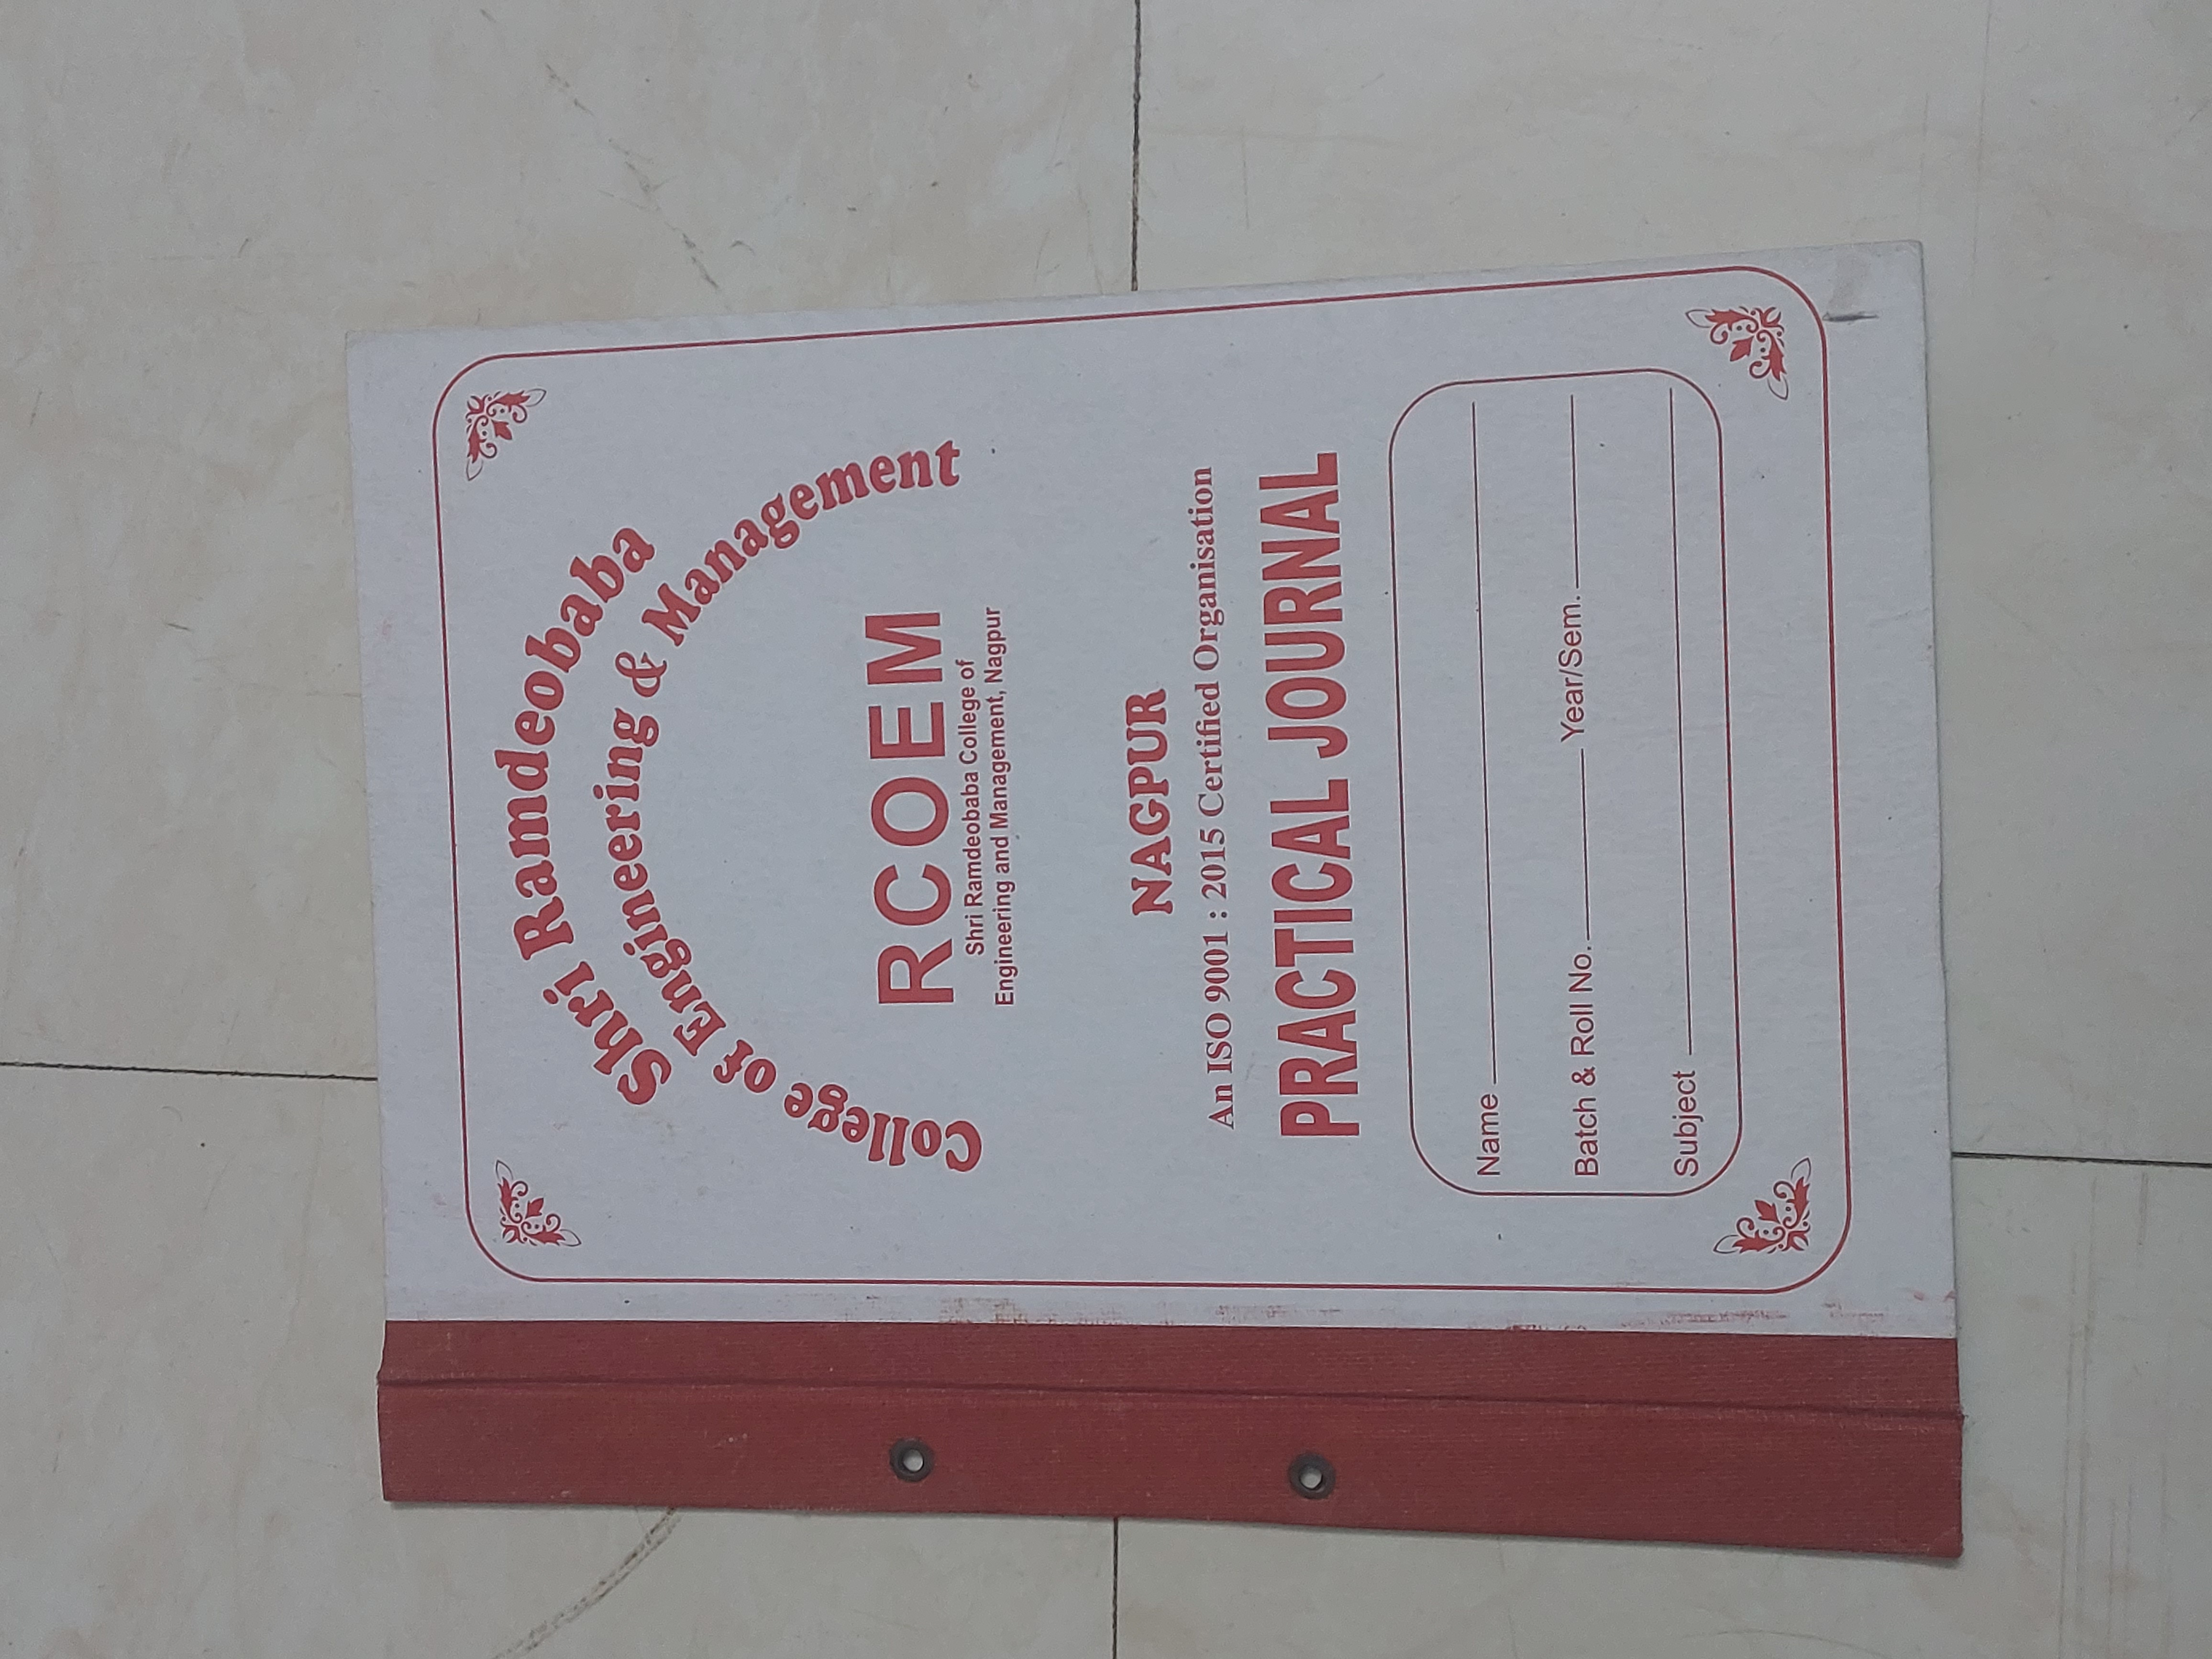 Shri Ramdeobaba
College of Engineering & Management
RCOEM
Shri Ramdeobaba College of
Engineering and Management, Nagpur
NAGPUR
An ISO 9001 : 2015 Certified Organisation
PRACTICAL JOURNAL
Name
Batch & Roll No. Year/Sem.
Subject